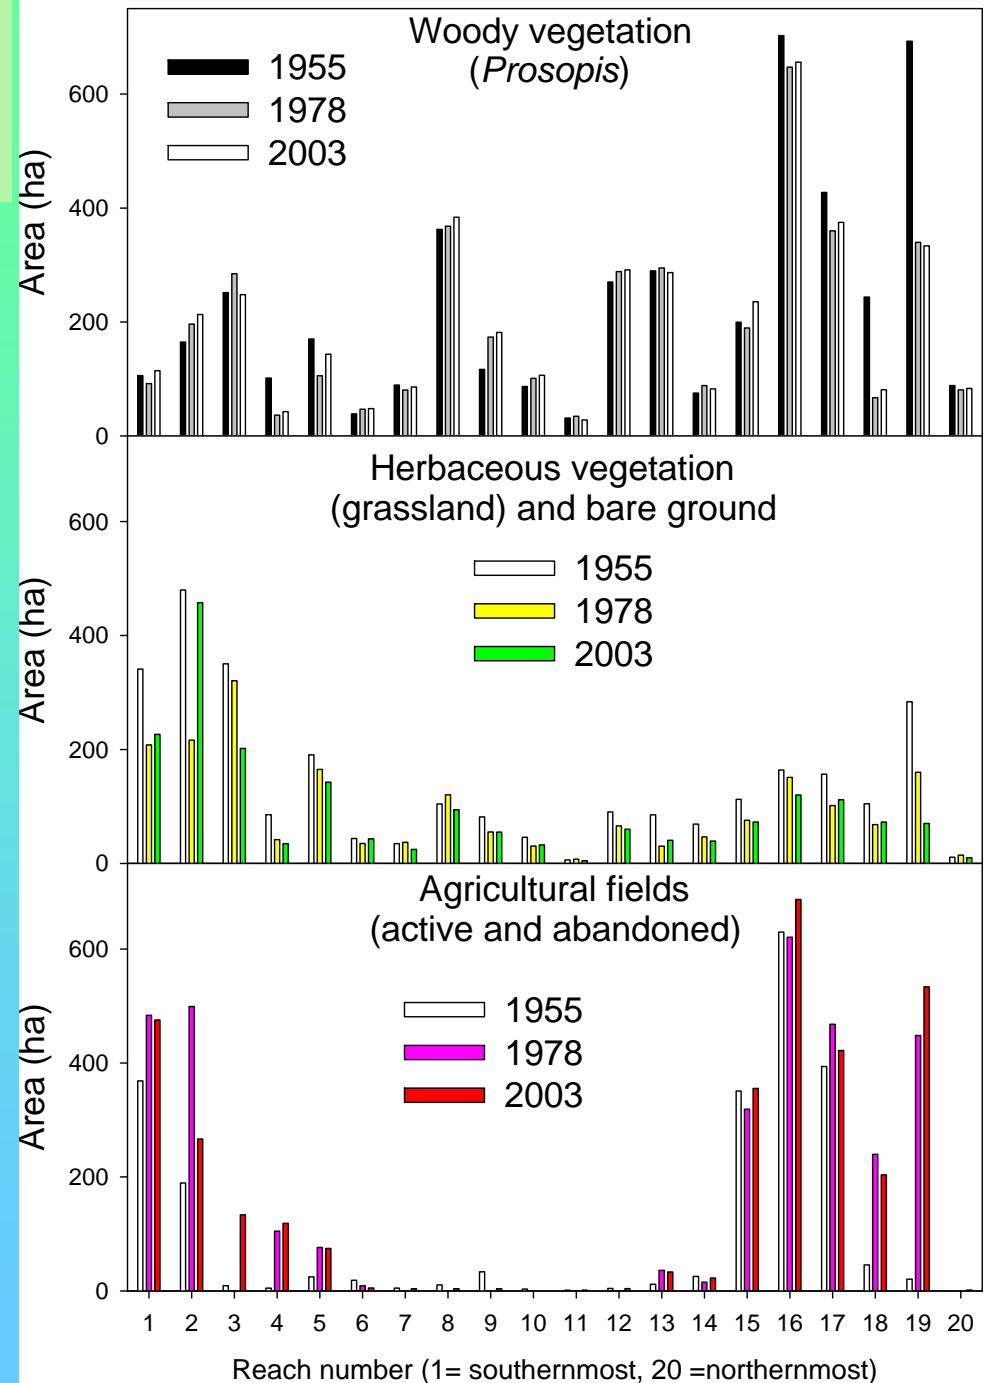 Woody vegetation
(Prosopis)
1955
1978
2003
Area (ha)
600
400
200
0
Herbaceous vegetation
(grassland) and bare ground
1955
1978
2003
Area (ha)
600
400
200
0
Agricultural fields
(active and abandoned)
1955
1978
2003
Area (ha)
600
400
200
0
1 2 3 4 5 6 7 8 9 10 11 12 13 14 15 16 17 18 19 20
Reach number (1= southernmost, 20 =northernmost)